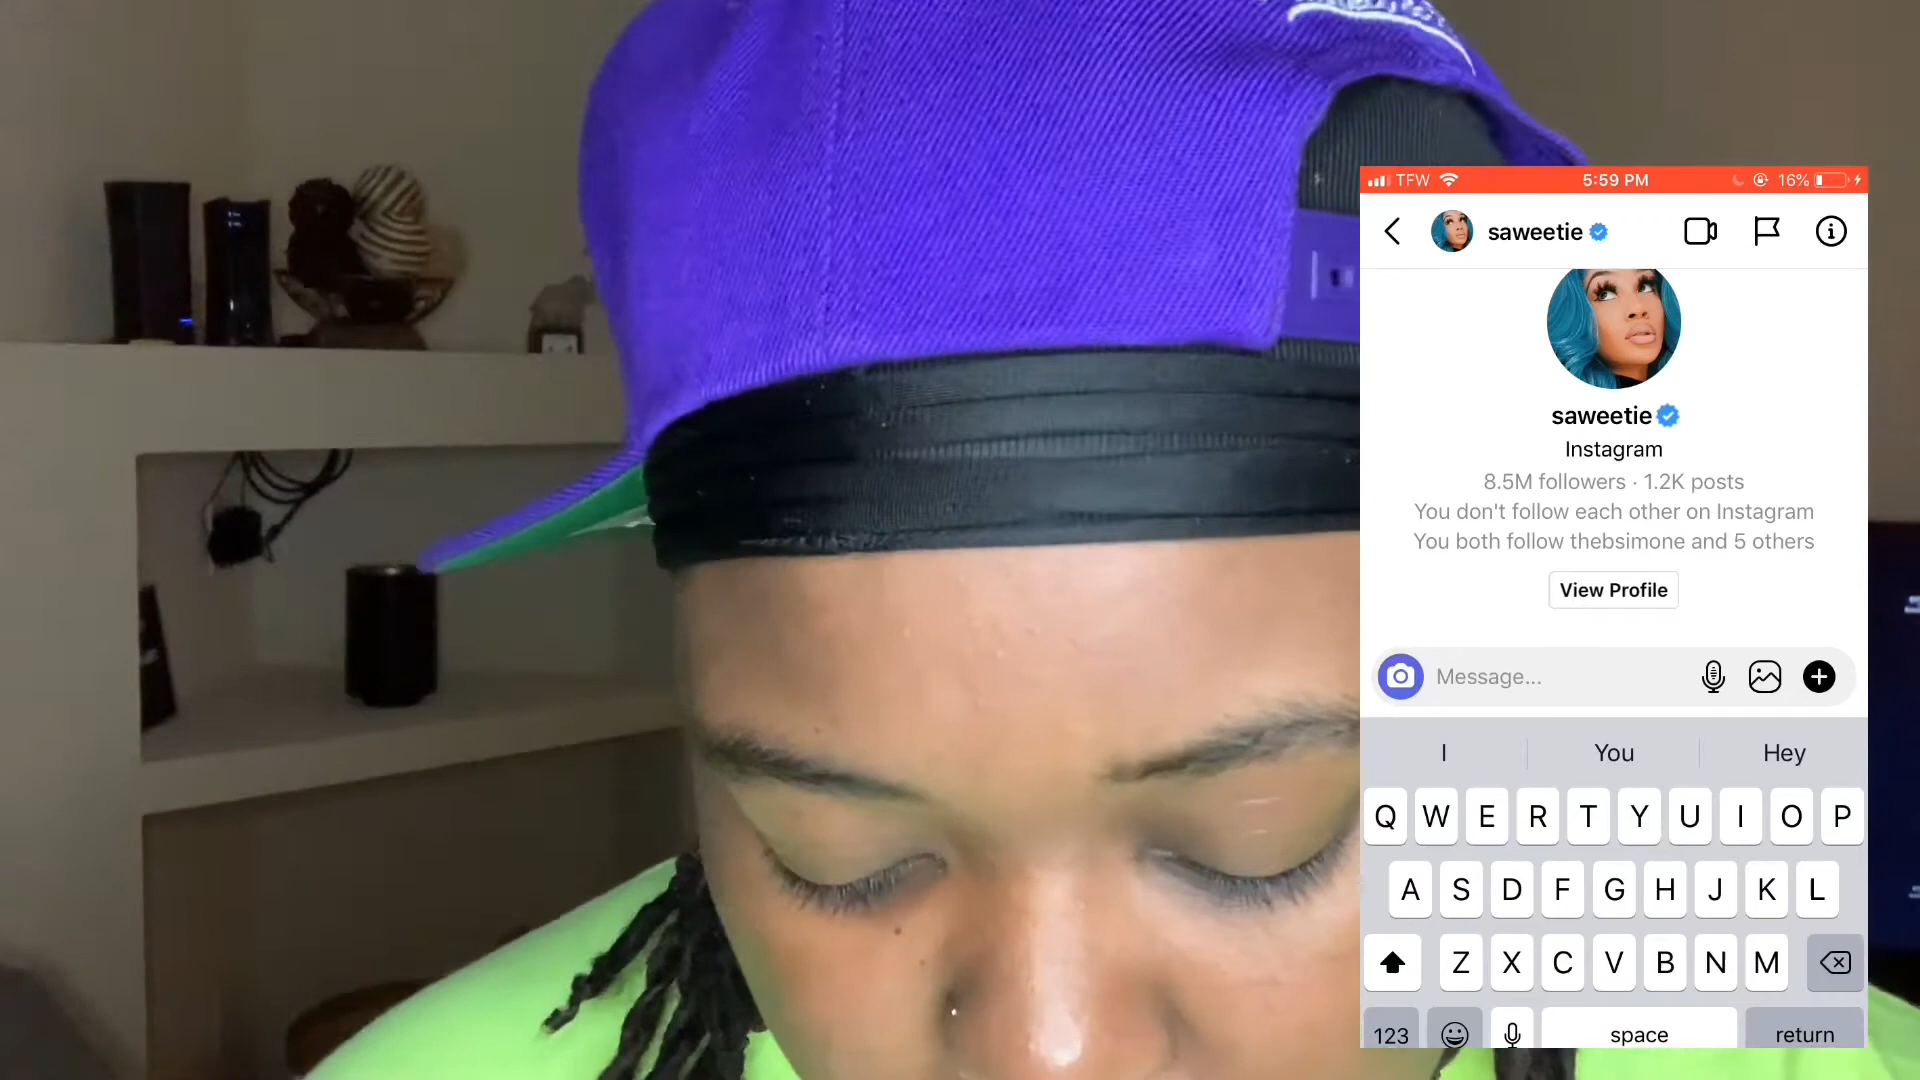 TFW 5:59 PM 16%
saweetie
saweetie
Instagram
8.5M followers · 1.2K posts
You don't follow each other on Instagram
You both follow thebsimone and 5 others
View Profile
Message...
I You Hey
Q W E R T Y U I O P
A S D F G H J K L
Z X C V B N M
123 space return